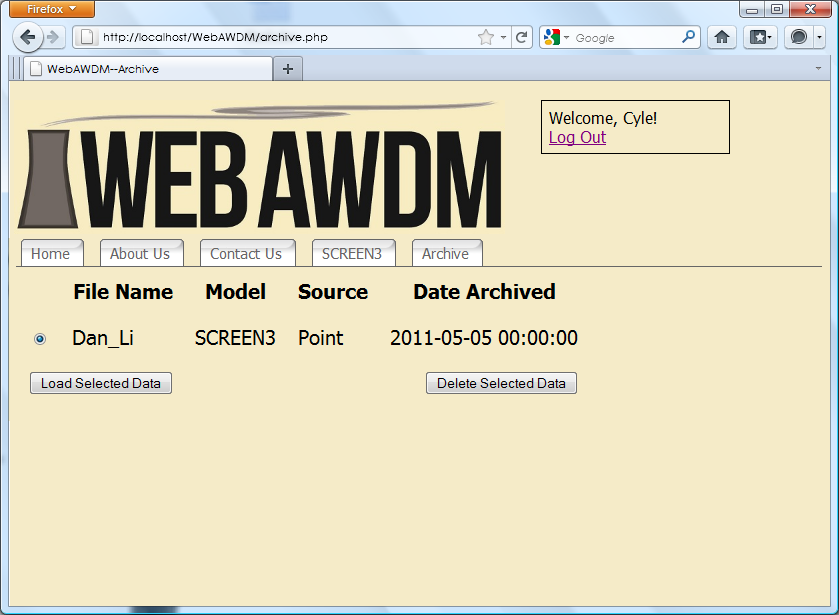 Firefox
http://localhost/WebAWDM/archive.php
Google
WebAWDM--Archive
WEB AWDM
Welcome, Cyle!
Log Out
Home About Us Contact Us SCREEN3 Archive
File Name Model Source Date Archived
Dan_Li SCREEN3 Point 2011-05-05 00:00:00
Load Selected Data Delete Selected Data